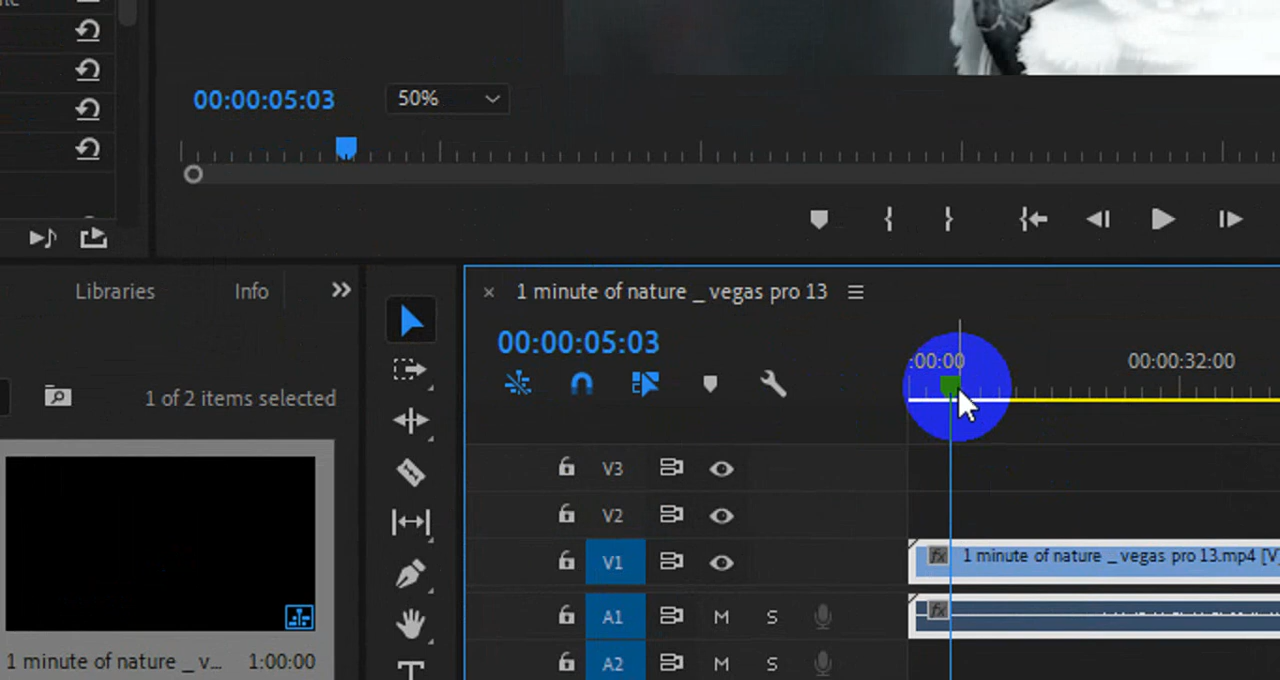 00:00:05:03
50%
Libraries
Info
1 minute of nature _ vegas pro 13
00:00:05:03
:00:00
00:00:32:00
1 of 2 items selected
V3
V2
V1
fx
1 minute of nature _ vegas pro 13.mp4 [V]
A1
M
S
fx
A2
M
S
1 minute of nature _ v...
1:00:00